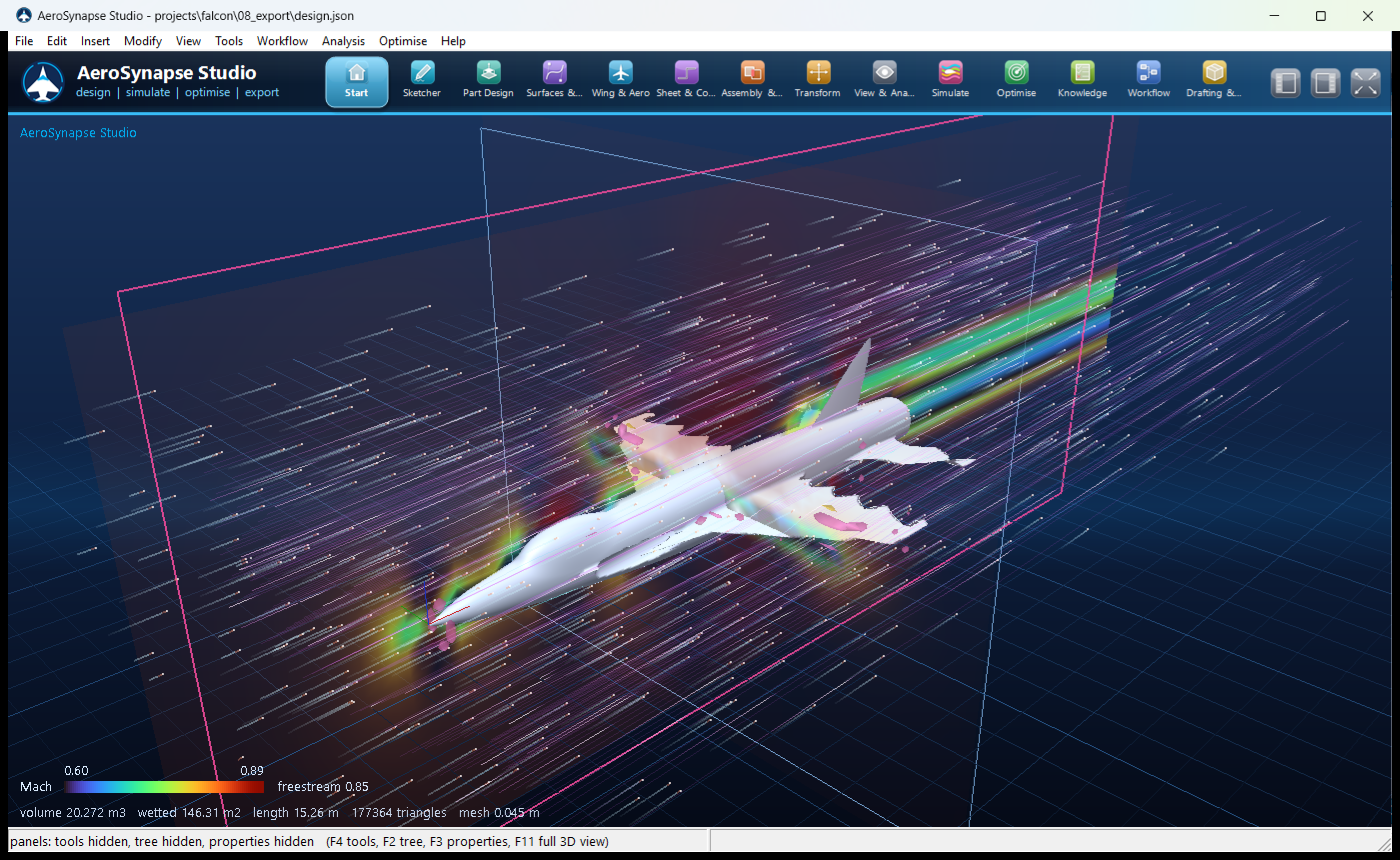 AeroSynapse Studio - projects\falcon\08_export\design.json
File Edit Insert Modify View Tools Workflow Analysis Optimise Help
AeroSynapse Studio
design | simulate | optimise | export
Start Sketcher Part Design Surfaces &... Wing & Aero Sheet & Co... Assembly &... Transform View & Ana... Simulate Optimise Knowledge Workflow Drafting &...
AeroSynapse Studio
0.60 0.89
Mach freestream 0.85
volume 20.272 m3 wetted 146.31 m2 length 15.26 m 177364 triangles mesh 0.045 m
panels: tools hidden, tree hidden, properties hidden (F4 tools, F2 tree, F3 properties, F11 full 3D view)